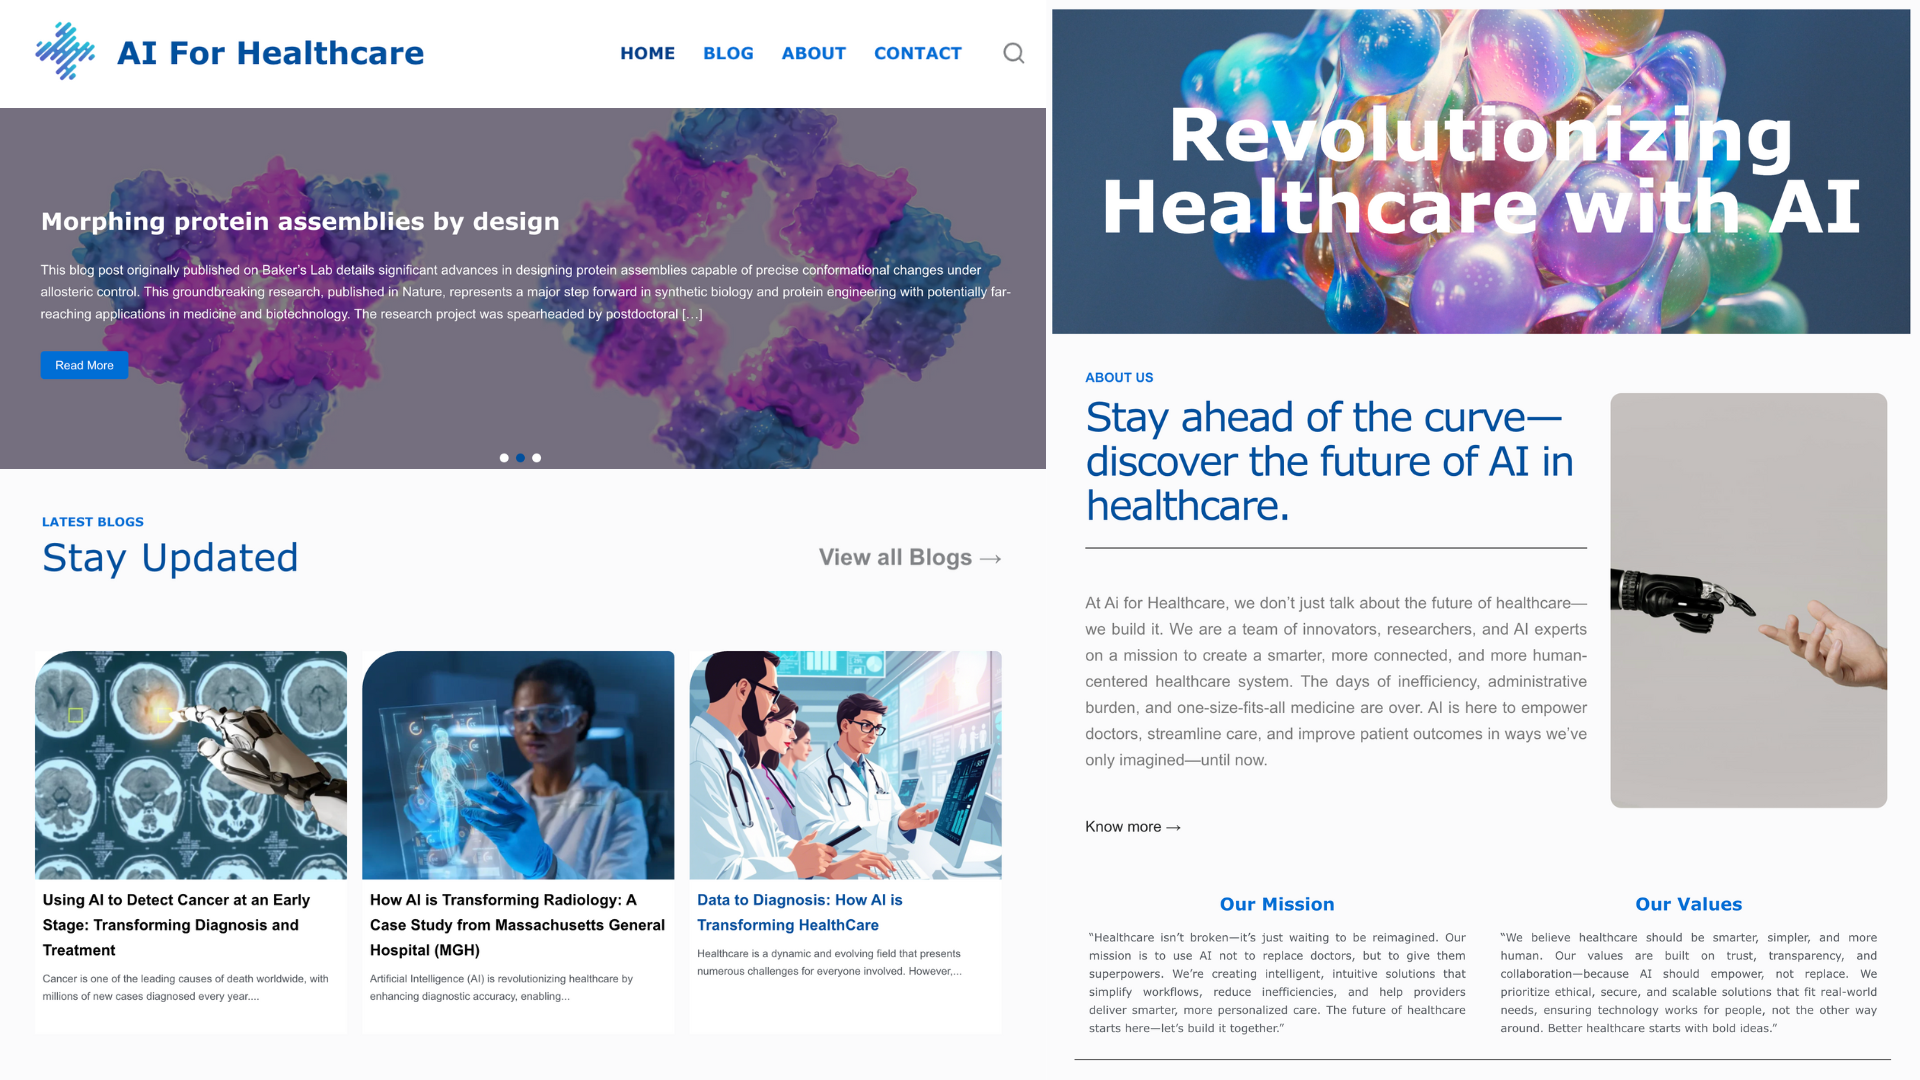 AI For Healthcare
HOME BLOG ABOUT CONTACT
Morphing protein assemblies by design
This blog post originally published on Baker’s Lab details significant advances in designing protein assemblies capable of precise conformational changes under
allosteric control. This groundbreaking research, published in Nature, represents a major step forward in synthetic biology and protein engineering with potentially far-
reaching applications in medicine and biotechnology. The research project was spearheaded by postdoctoral […]
Read More
LATEST BLOGS
Stay Updated
View all Blogs →
Using AI to Detect Cancer at an Early
Stage: Transforming Diagnosis and
Treatment
Cancer is one of the leading causes of death worldwide, with
millions of new cases diagnosed every year....
How AI is Transforming Radiology: A
Case Study from Massachusetts General
Hospital (MGH)
Artificial Intelligence (AI) is revolutionizing healthcare by
enhancing diagnostic accuracy, enabling...
Data to Diagnosis: How AI is
Transforming HealthCare
Healthcare is a dynamic and evolving field that presents
numerous challenges for everyone involved. However,...
Revolutionizing
Healthcare with AI
ABOUT US
Stay ahead of the curve—
discover the future of AI in
healthcare.
At Ai for Healthcare, we don’t just talk about the future of healthcare—
we build it. We are a team of innovators, researchers, and AI experts
on a mission to create a smarter, more connected, and more human-
centered healthcare system. The days of inefficiency, administrative
burden, and one-size-fits-all medicine are over. AI is here to empower
doctors, streamline care, and improve patient outcomes in ways we’ve
only imagined—until now.
Know more →
Our Mission
“Healthcare isn’t broken—it’s just waiting to be reimagined. Our
mission is to use AI not to replace doctors, but to give them
superpowers. We’re creating intelligent, intuitive solutions that
simplify workflows, reduce inefficiencies, and help providers
deliver smarter, more personalized care. The future of healthcare
starts here—let’s build it together.”
Our Values
“We believe healthcare should be smarter, simpler, and more
human. Our values are built on trust, transparency, and
collaboration—because AI should empower, not replace. We
prioritize ethical, secure, and scalable solutions that fit real-world
needs, ensuring technology works for people, not the other way
around. Better healthcare starts with bold ideas.”